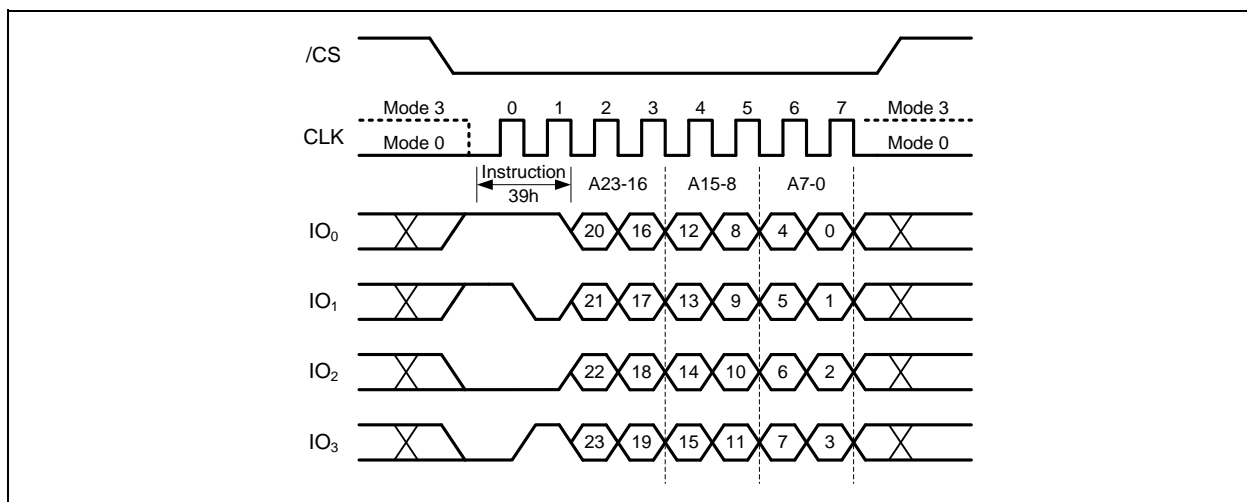 /CS
Mode 3 0 1 2 3 4 5 6 7 Mode 3
CLK
Mode 0 Mode 0
Instruction
39h
A23-16 A15-8 A7-0
IO0 20 16 12 8 4 0
IO1 21 17 13 9 5 1
IO2 22 18 14 10 6 2
IO3 23 19 15 11 7 3